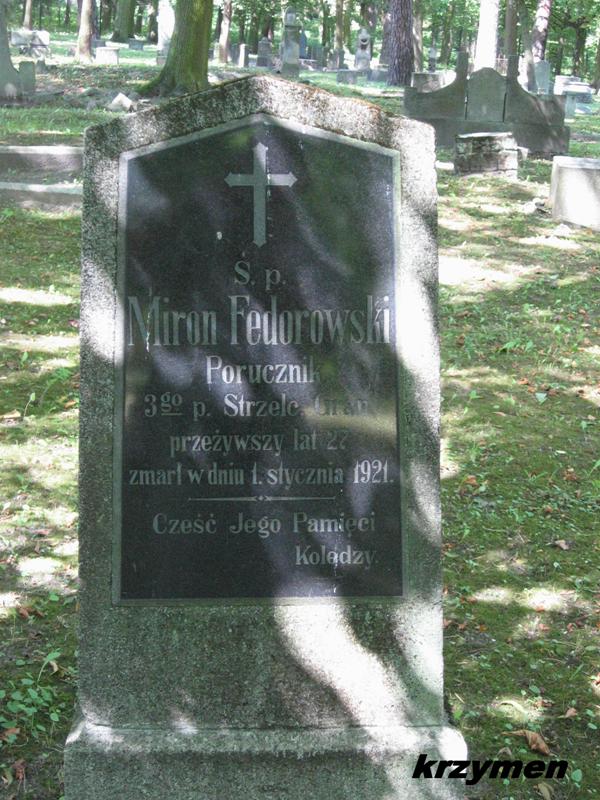 Ś. p.
Miron Fedorowski
Porucznik
3go p. Strzelc. Gran.
przeżywszy lat 27
zmarł w dniu 1. stycznia 1921.
Cześć Jego Pamięci
Koledzy.
krzymen